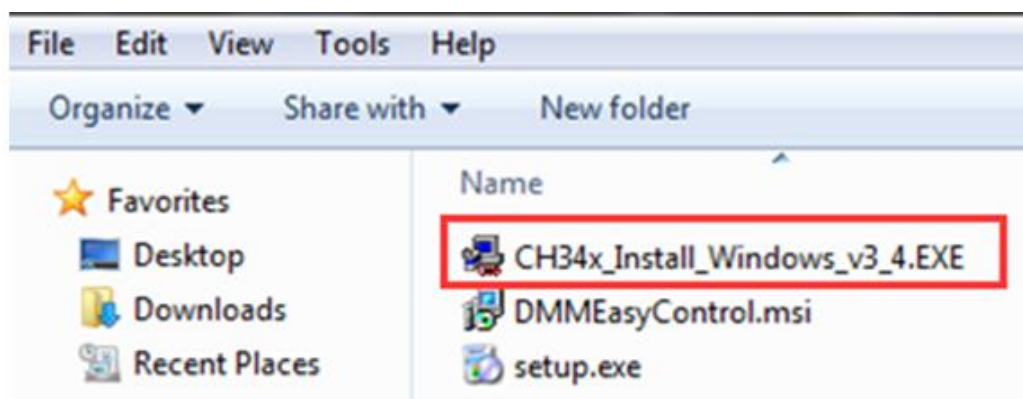 File Edit View Tools Help
Organize Share with New folder
Favorites
Desktop
Downloads
Recent Places
Name
CH34x_Install_Windows_v3_4.EXE
DMMEasyControl.msi
setup.exe